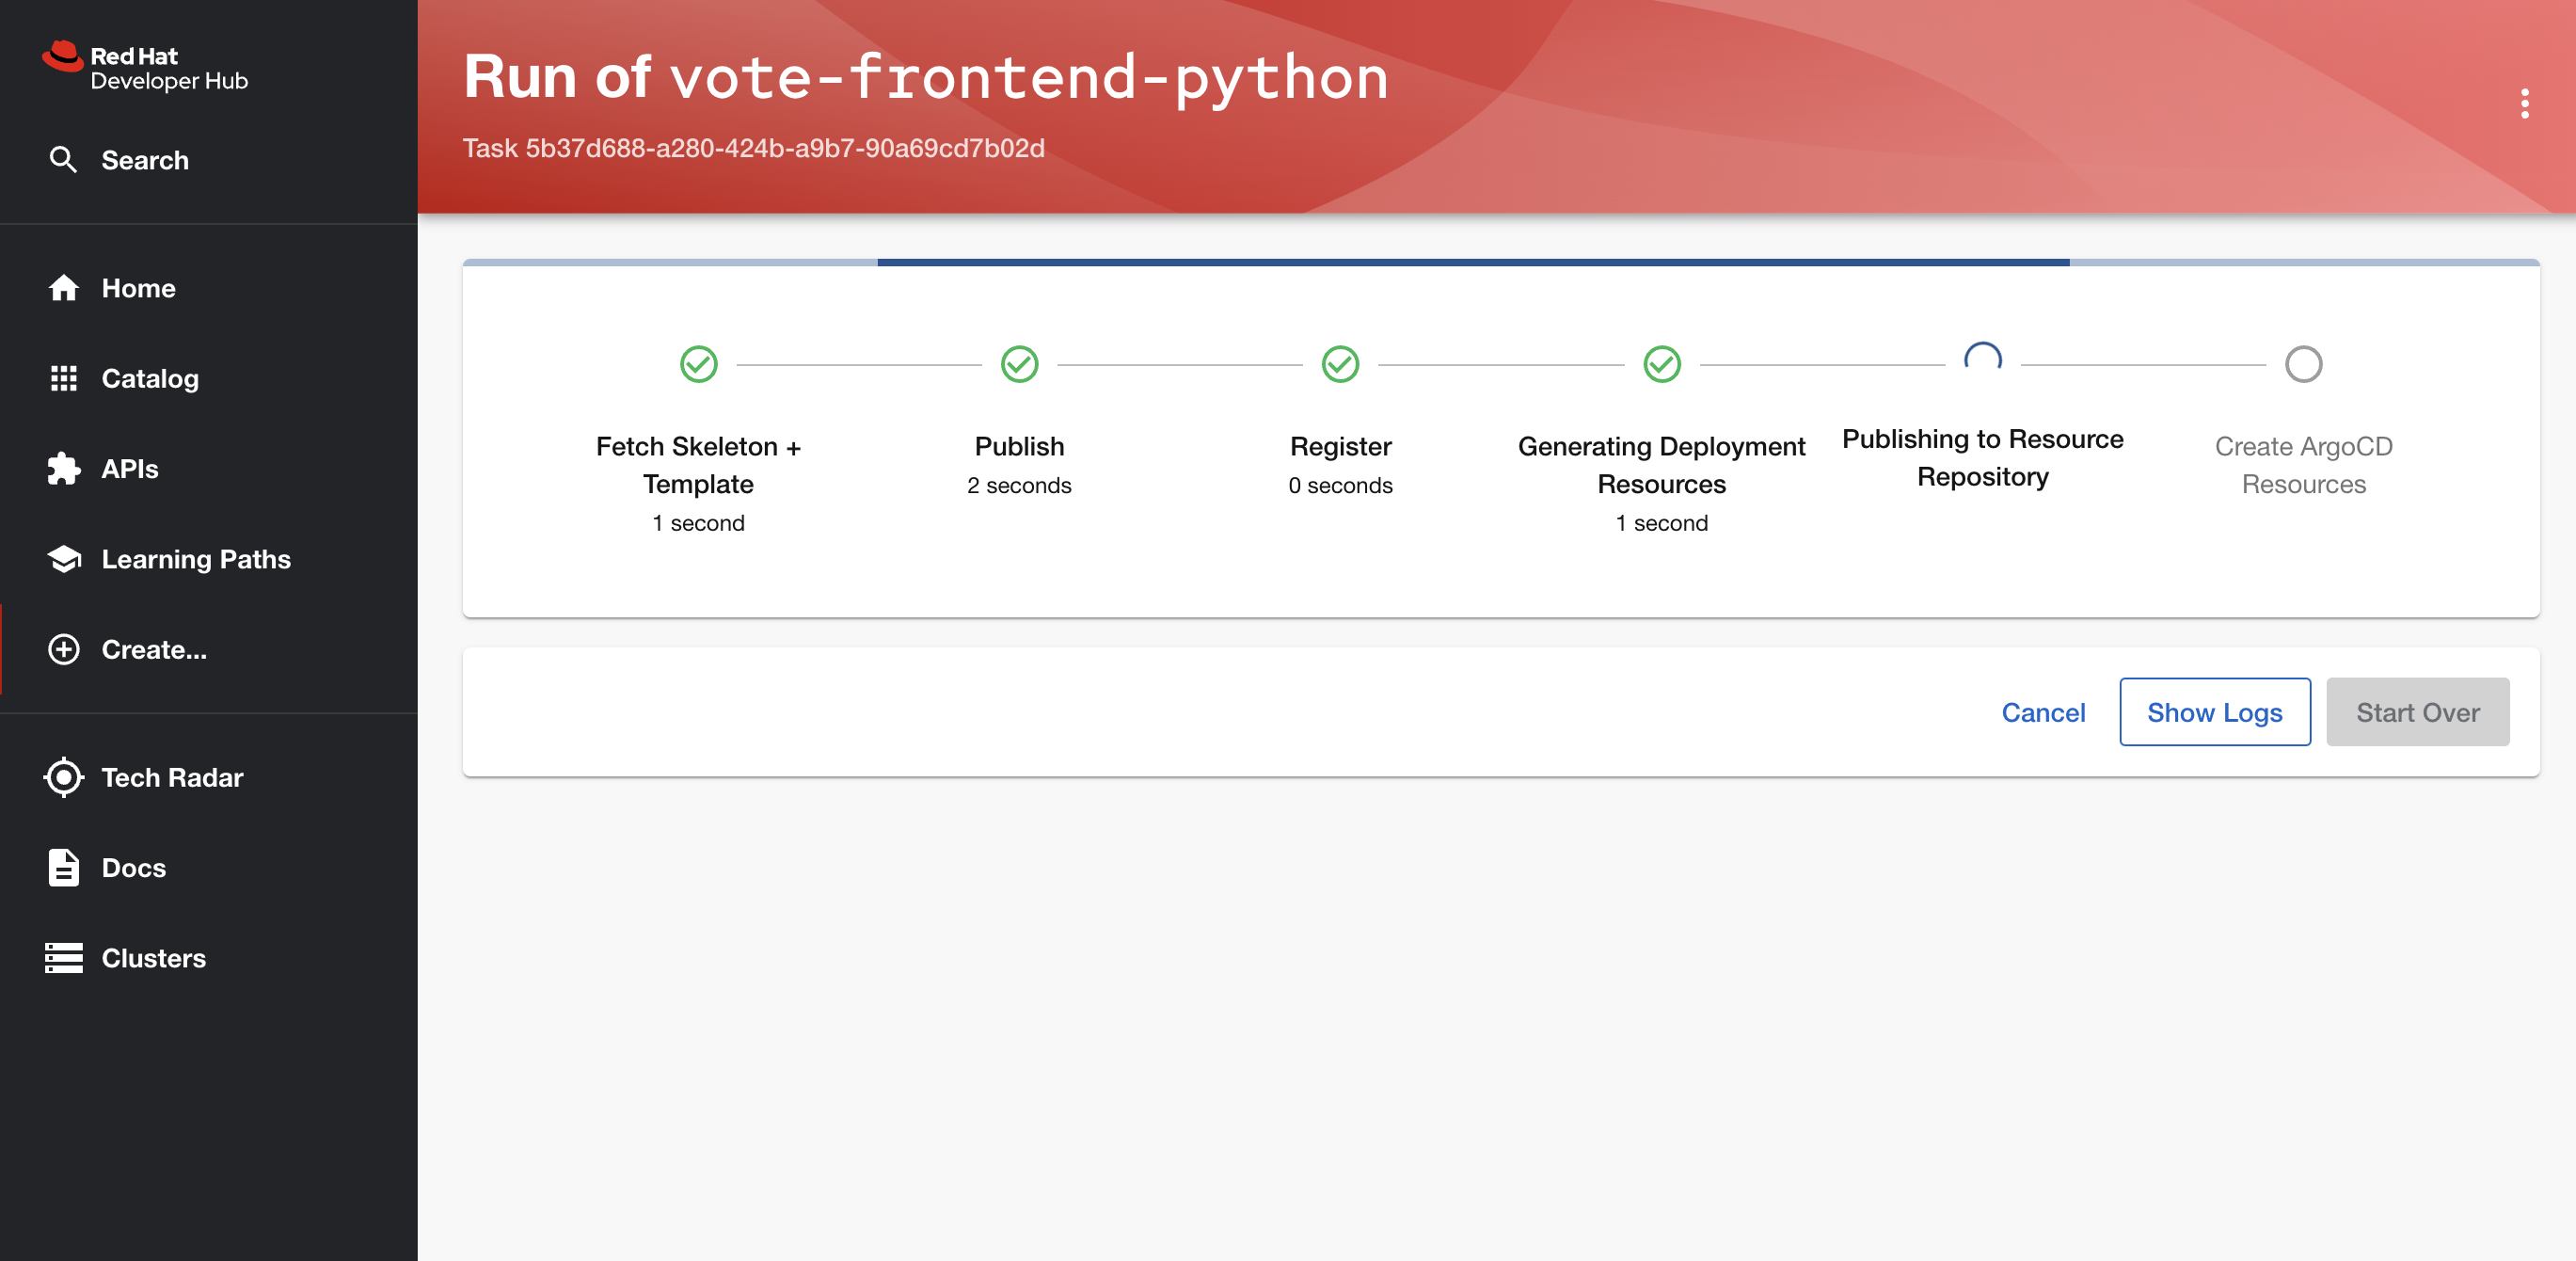 Red Hat
Developer Hub
Search
Home
Catalog
APIs
Learning Paths
Create...
Tech Radar
Docs
Clusters
Run of vote-frontend-python
Task 5b37d688-a280-424b-a9b7-90a69cd7b02d
Fetch Skeleton +
Template
1 second
Publish
2 seconds
Register
0 seconds
Generating Deployment
Resources
1 second
Publishing to Resource
Repository
Create ArgoCD
Resources
Cancel
Show Logs
Start Over